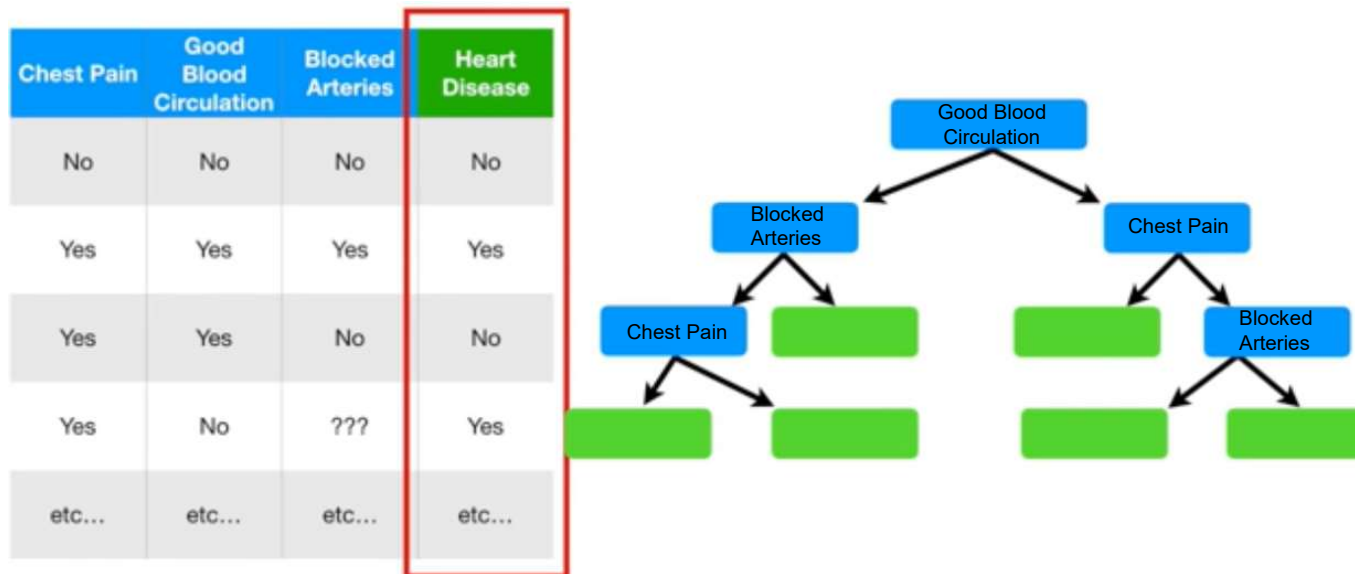 Chest Pain
Good
Blood
Circulation
Blocked
Arteries
Heart
Disease
No No No No
Yes Yes Yes Yes
Yes Yes No No
Yes No ??? Yes
etc... etc... etc... etc...
Good Blood
Circulation
Blocked
Arteries
Chest Pain
Chest Pain
Blocked
Arteries